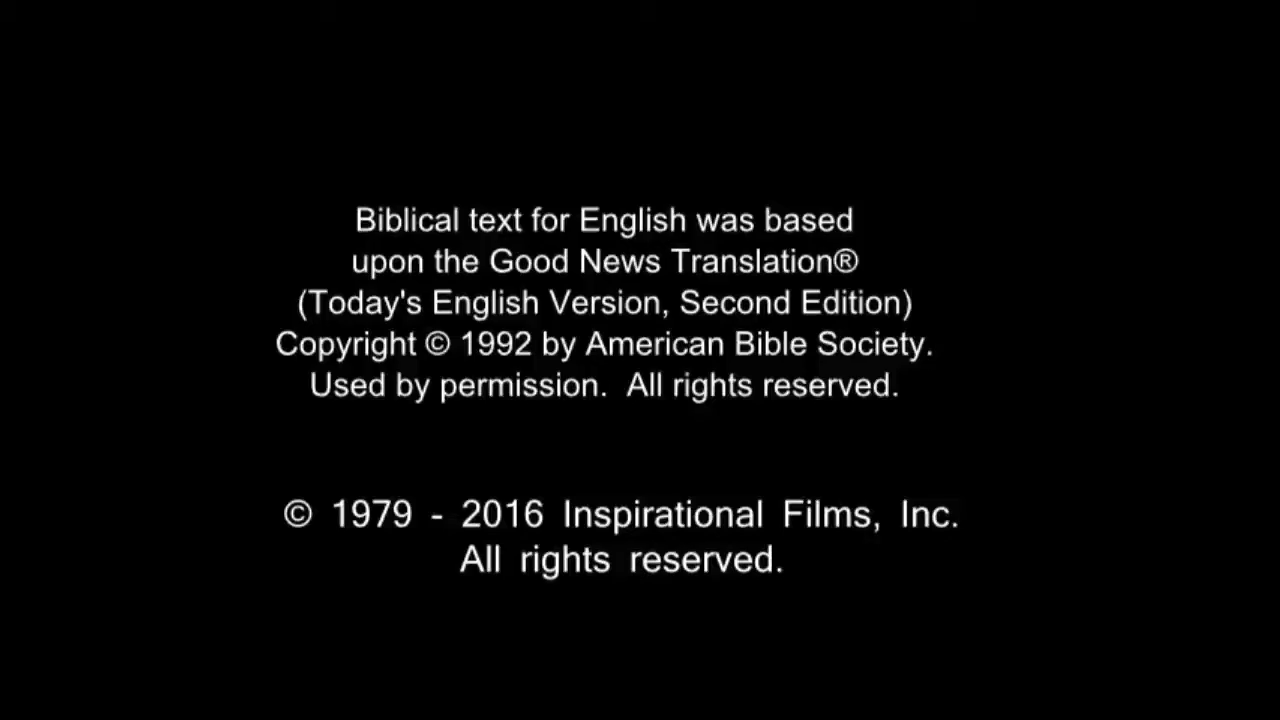 Biblical text for English was based
upon the Good News Translation®
(Today's English Version, Second Edition)
Copyright © 1992 by American Bible Society.
Used by permission.  All rights reserved.
© 1979 - 2016 Inspirational Films, Inc.
All rights reserved.